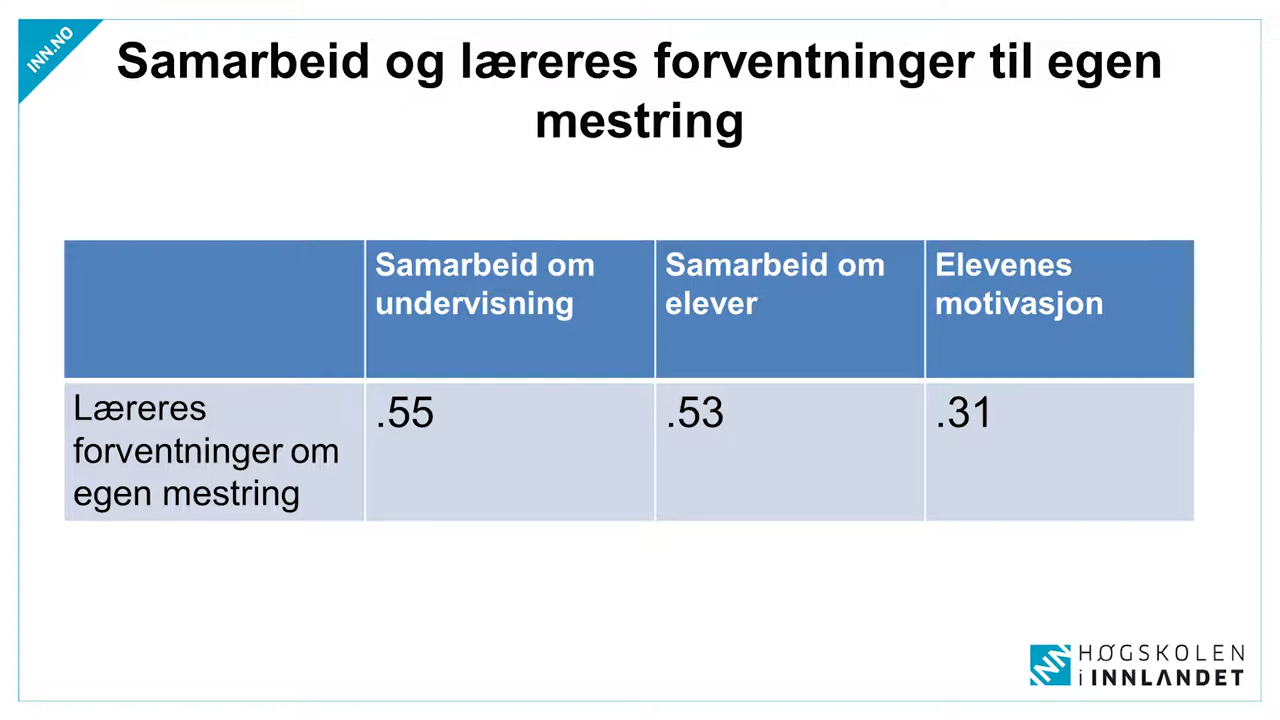 INN.NO
Samarbeid og læreres forventninger til egen
mestring
Samarbeid om
undervisning
Samarbeid om
elever
Elevenes
motivasjon
Læreres
forventninger om
egen mestring
.55
.53
.31
INN
HØGSKOLEN
i INNLANDET